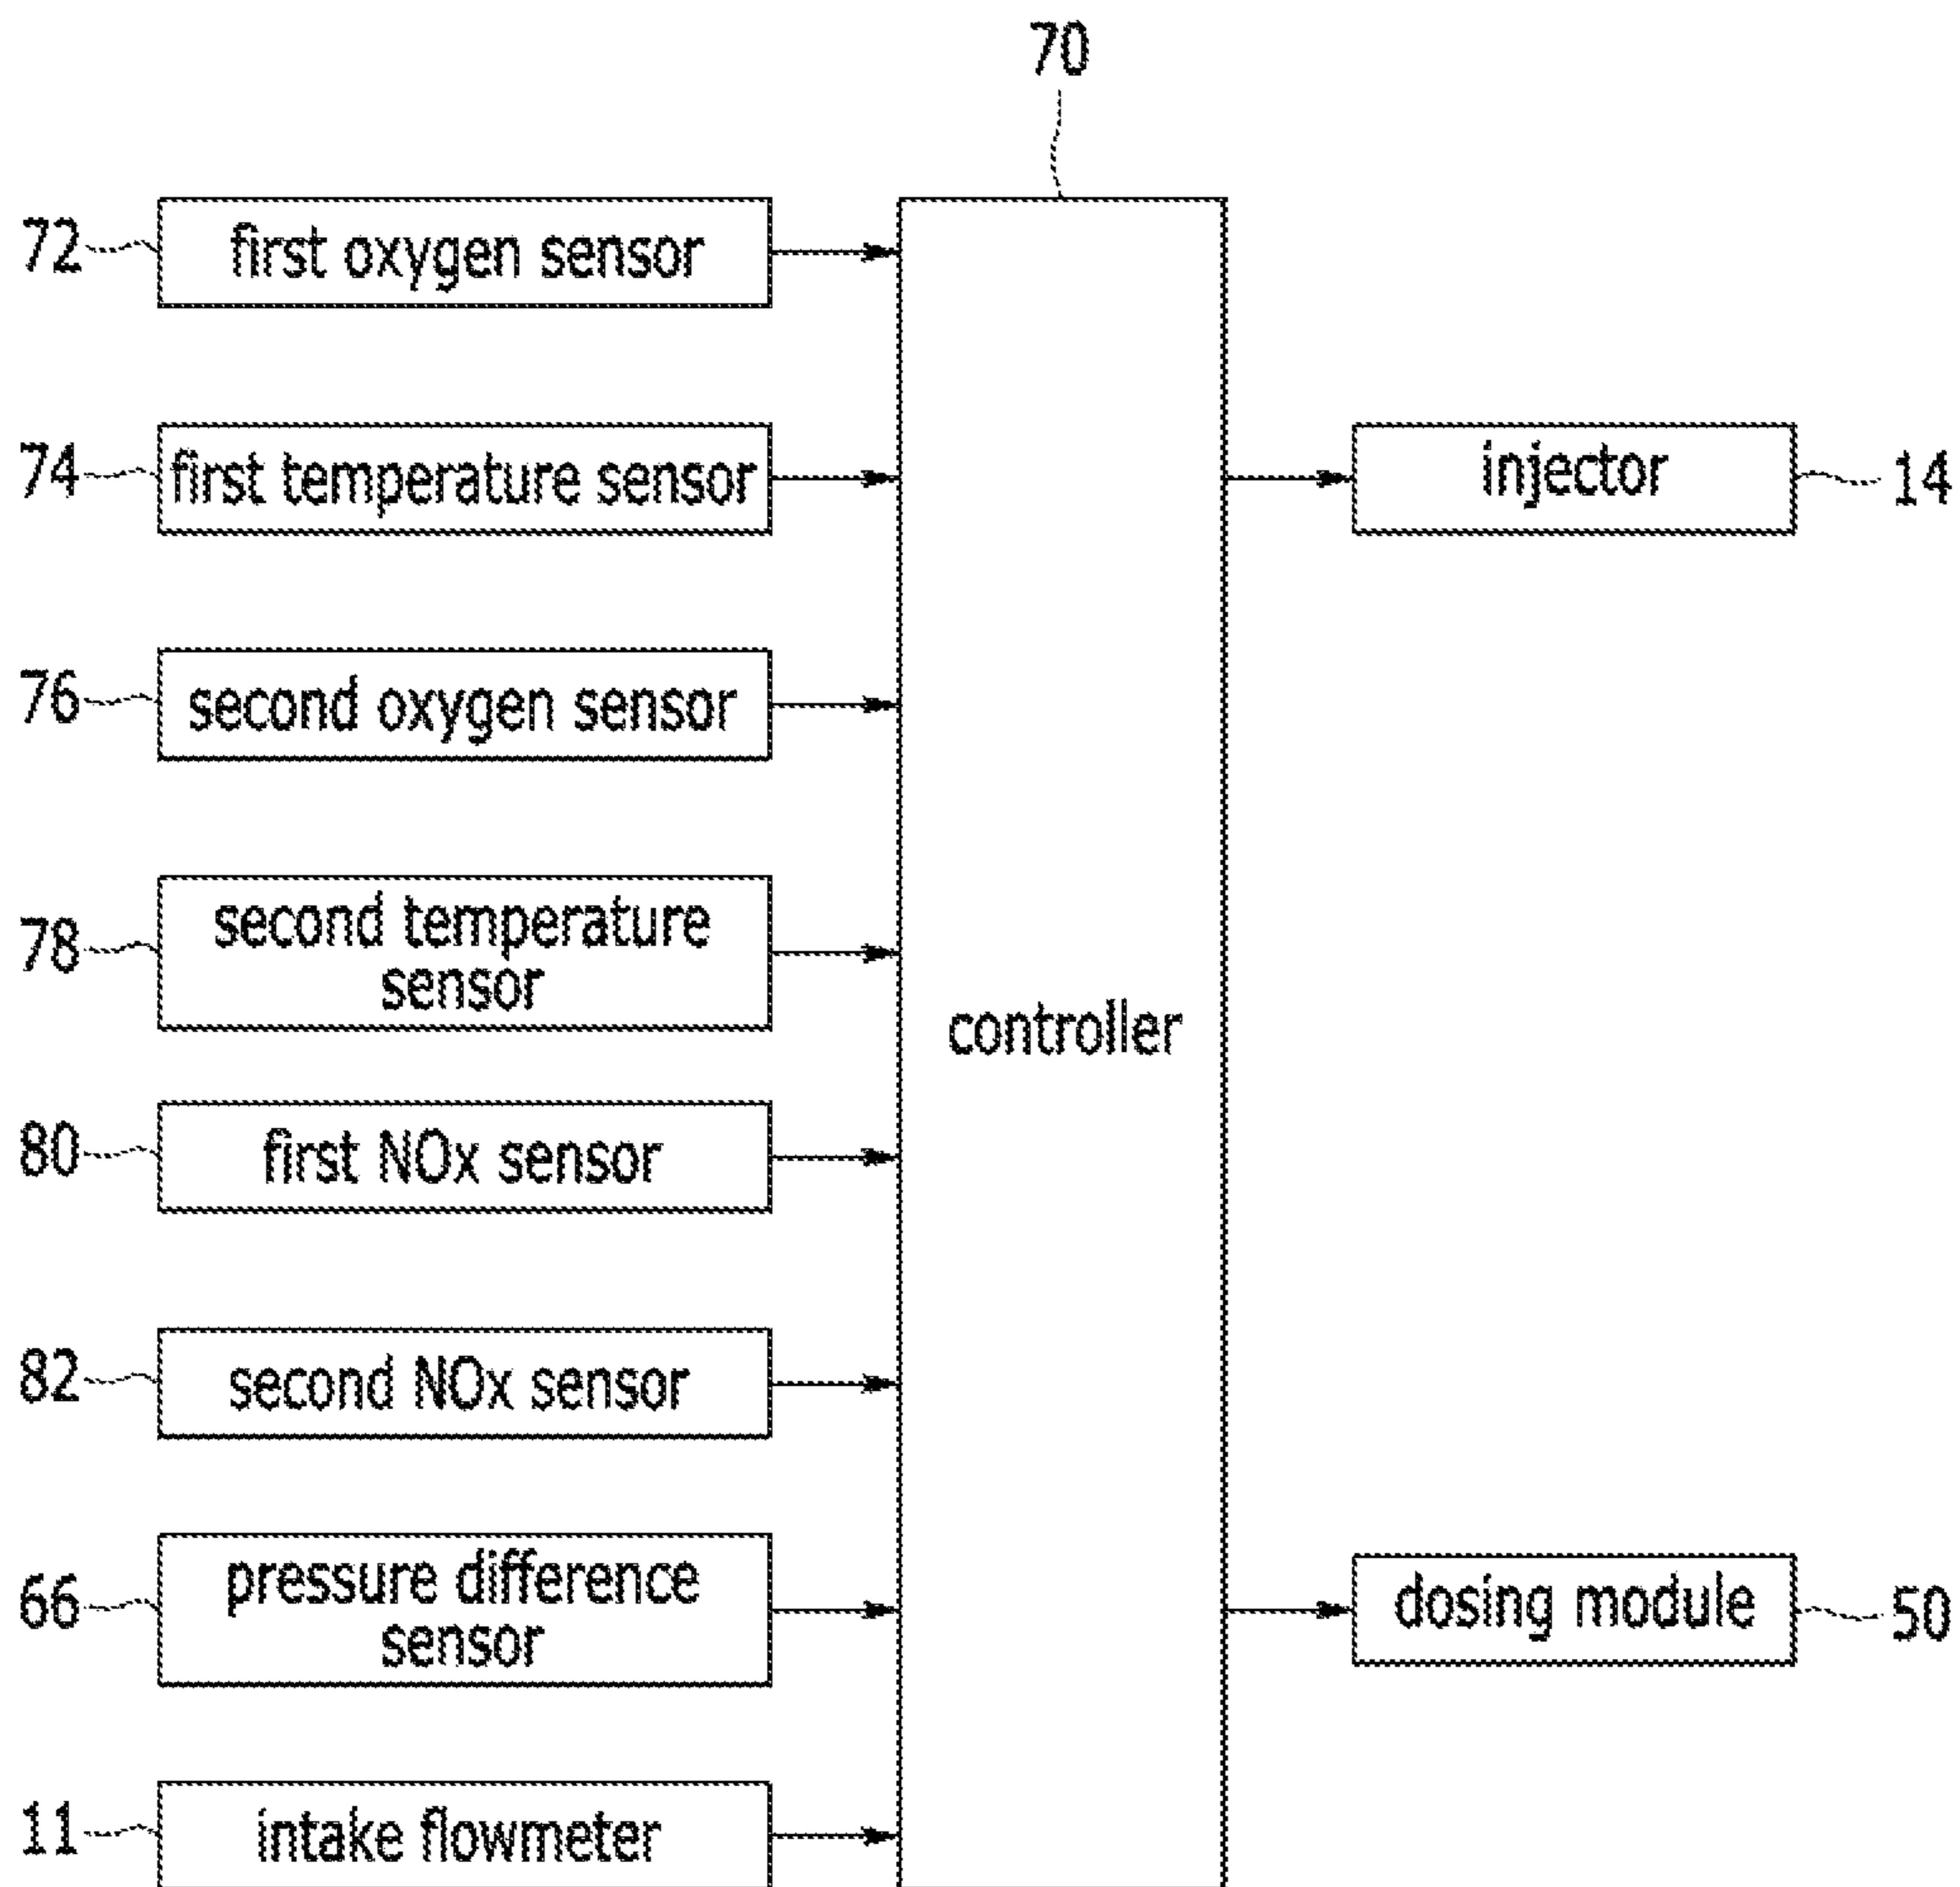 70
72
first oxygen sensor
74
first temperature sensor
injector
14
76
second oxygen sensor
78
second temperature
sensor
controller
80
first NOx sensor
82
second NOx sensor
66
pressure difference
sensor
dosing module
50
11
intake flowmeter